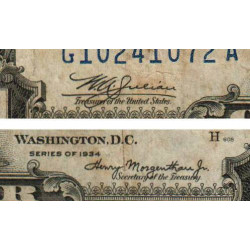 G10241072A
W A Julian
Treasurer of the United States.
WASHINGTON, D.C.
H
SERIES OF 1934
Henry Morgenthau Jr.
Secretary of the Treasury.